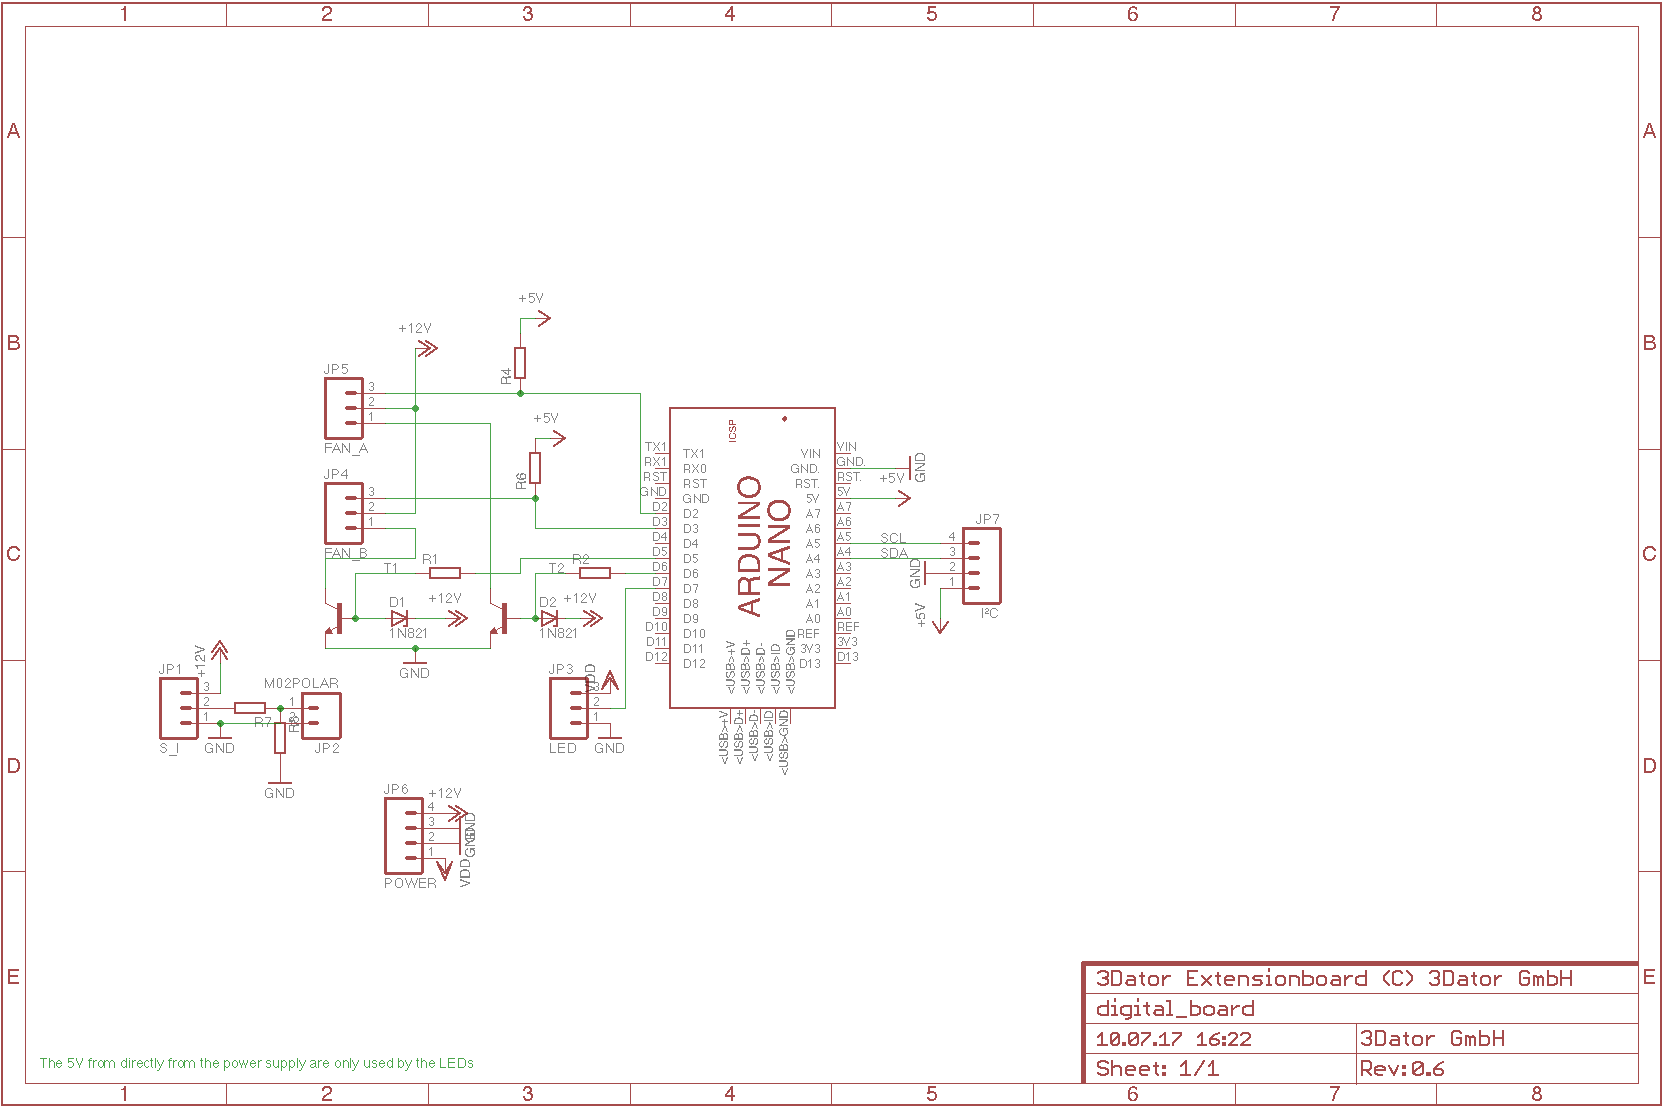 1 2 3 4 5 6 7 8
A A
B B
C C
D D
E E
+5V
+12V
R4
JP5
3
2
1
FAN_A
+5V
R6
JP4
3
2
1
FAN_B
T1
R1
T2
R2
D1
+12V
1N821
D2
+12V
1N821
GND
JP1
+12V
3
2
1
S_I
GND
R7
R8
M02POLAR
1
2
JP2
GND
JP3
VDD
3
2
1
LED
GND
JP6
+12V
4
3
2
1
GND
GND
VDD
POWER
ICSP
ARDUINO
NANO
TX1 TX1
RX1 RX0
RST RST
GND GND
D2 D2
D3 D3
D4 D4
D5 D5
D6 D6
D7 D7
D8 D8
D9 D9
D10 D10
D11 D11
D12 D12
VIN VIN
GND. GND.
RST. RST.
5V 5V
A7 A7
A6 A6
A5 A5
A4 A4
A3 A3
A2 A2
A1 A1
A0 A0
REF REF
3V3 3V3
D13 D13
<USB>+V
<USB>D+
<USB>D-
<USB>ID
<USB>GND
<USB>+V
<USB>D+
<USB>D-
<USB>ID
<USB>GND
GND
+5V
SCL
SDA
JP7
4
3
2
1
GND
+5V
I²C
The 5V from directly from the power supply are only used by the LEDs
3Dator Extensionboard (C) 3Dator GmbH
digital_board
10.07.17 16:22
3Dator GmbH
Sheet: 1/1
Rev:0.6
1 2 3 4 5 6 7 8